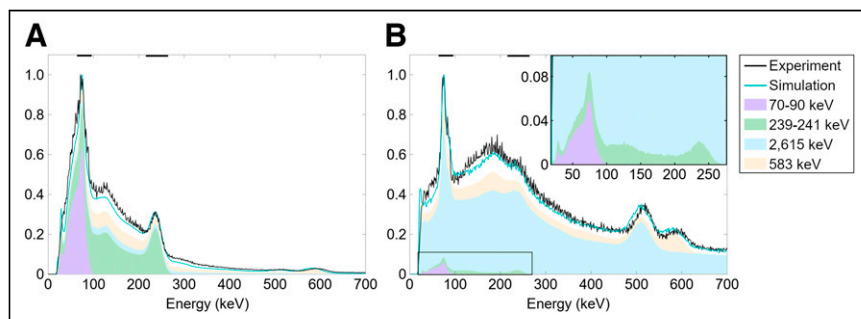 A
1.0
0.8
0.6
0.4
0.2
0
0 100 200 300 400 500 600 700
Energy (keV)
B
1.0
0.8
0.6
0.4
0.2
0
0 100 200 300 400 500 600 700
Energy (keV)
0.08
0.04
0
50 100 150 200 250
Experiment
Simulation
70-90 keV
239-241 keV
2,615 keV
583 keV